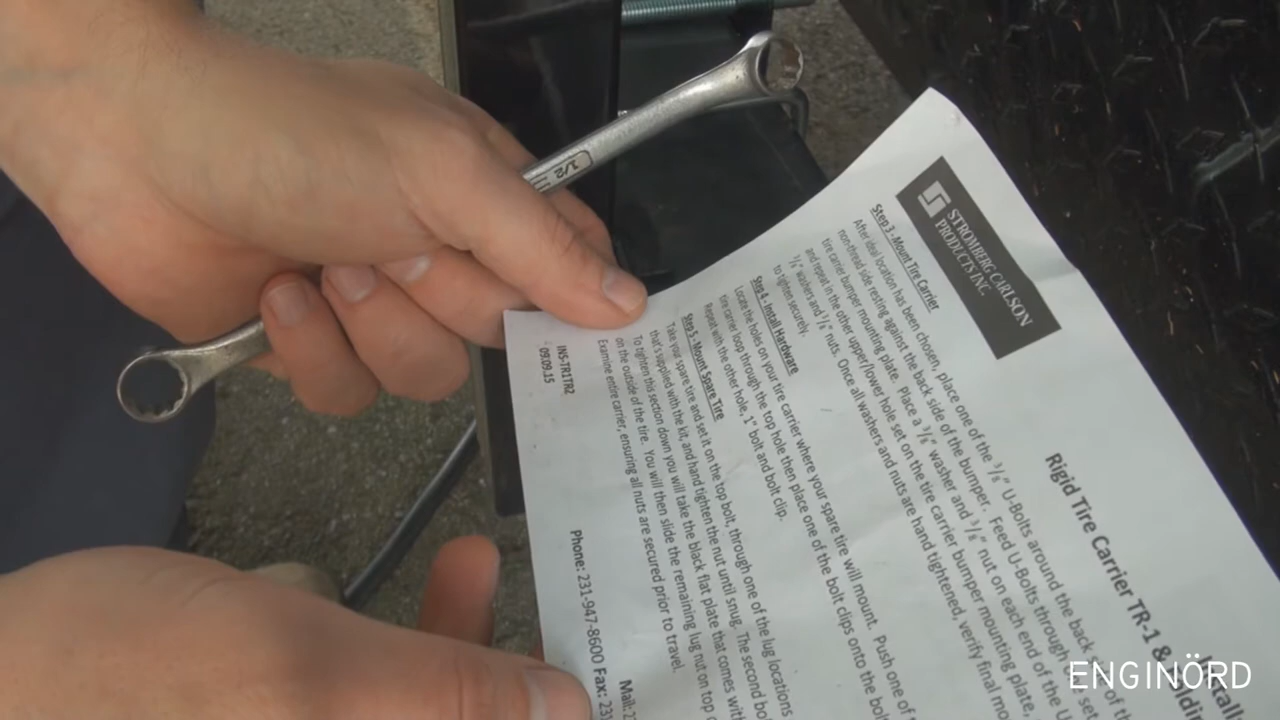 STROMBERG CARLSON
PRODUCTS INC.
Rigid Tire Carrier TR-1 &
Step 3 - Mount Tire Carrier
After ideal location has been chosen, place one of the 3/8" U-Bolts around the back
non-thread side resting against the back side of the bumper. Feed U-Bolts through set of
tire carrier bumper mounting plate. Place a 3/8" washer and 3/8" nut on each end of the
and repeat in the other upper/lower hole set on the tire carrier bumper mounting plate,
3/8" washers and 3/8" nuts. Once all washers and nuts are hand tightened, verify final
to tighten securely.
Step 4 - Install Hardware
Locate the holes on your tire carrier where your spare tire will mount. Push one of
tire carrier loop through the top hole then place one of the bolt clips onto the
Repeat with the other hole, 1" bolt and bolt clip.
Step 5 - Mount Spare Tire
Take your spare tire and set it on the top bolt, through one of the lug locations
that's supplied with the kit, and hand tighten the nut until snug. The second
To tighten this section down you will take the black flat plate that comes
on the outside of the tire. You will then slide the remaining lug nut on top
Examine entire carrier, ensuring all nuts are secured prior to travel.
INS-TR1TR2
09.09.15
Phone: 231-947-8600 Fax:
Mail:
1/2
ENGINÖRD